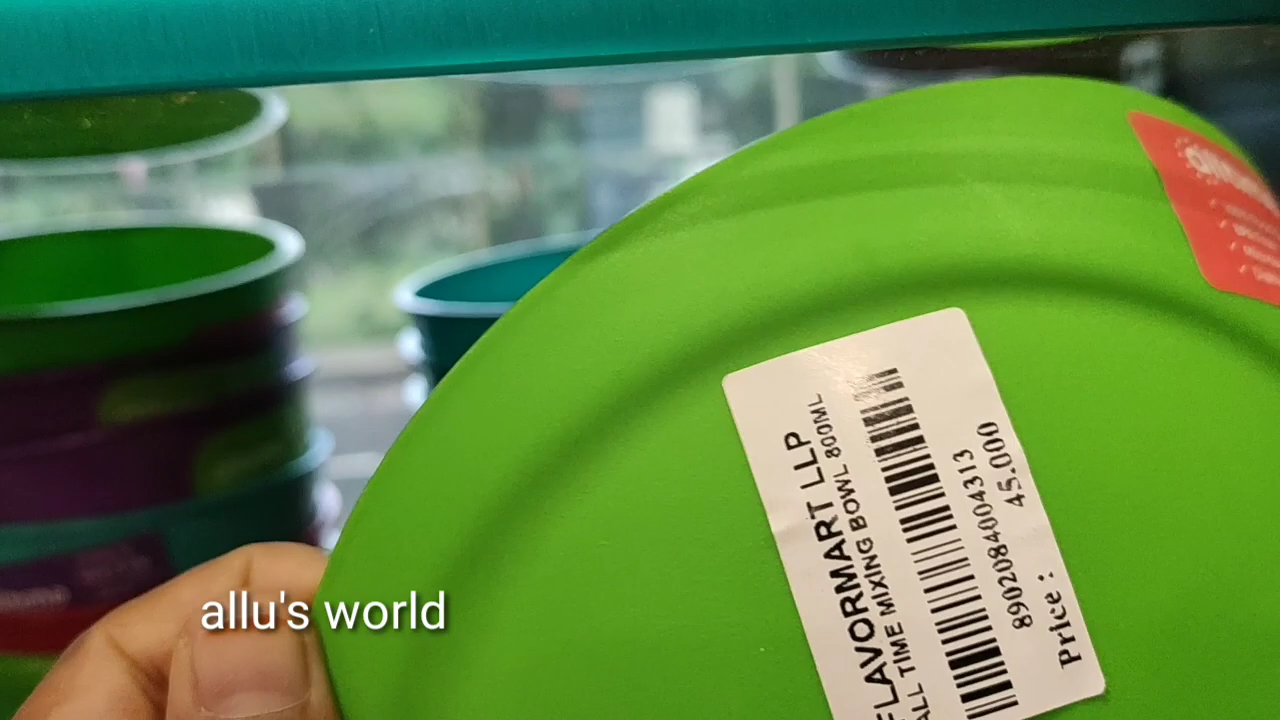 FLAVORMART LLP
ALL TIME MIXING BOWL 800ML
8902084004313
Price: 45.000
allu's world